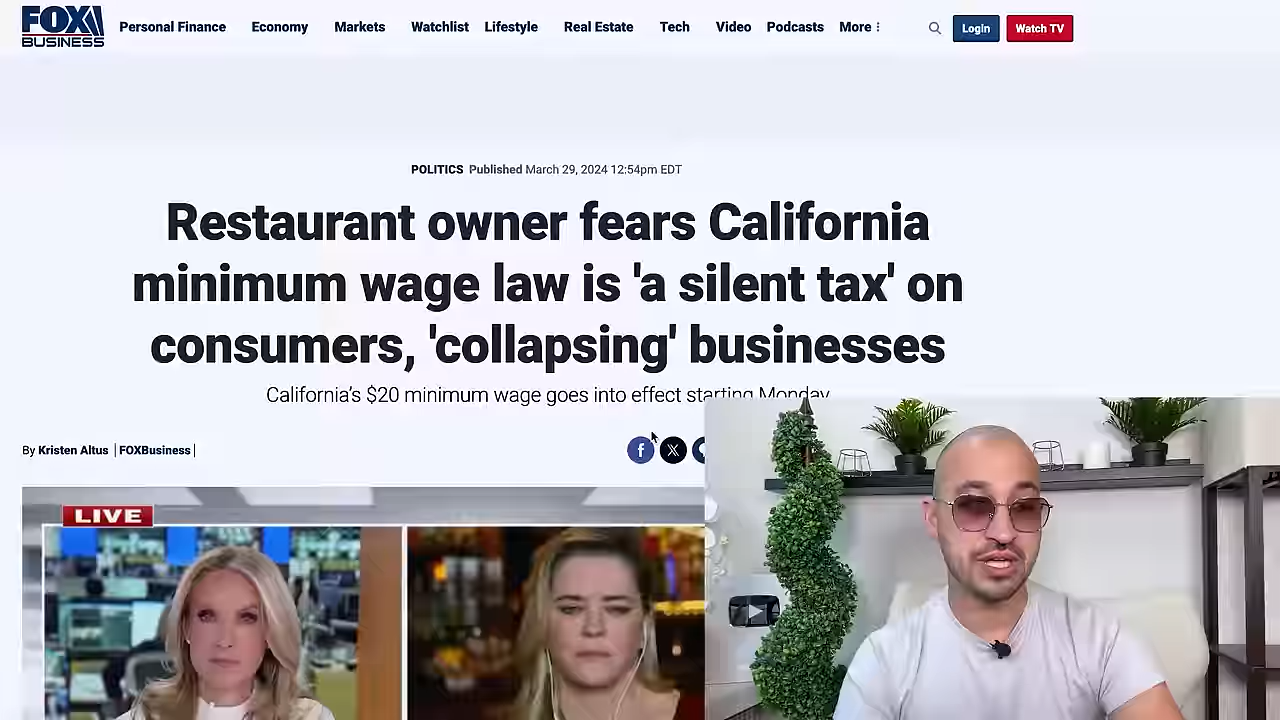 FOX
BUSINESS
Personal Finance Economy Markets Watchlist Lifestyle Real Estate Tech Video Podcasts More Login Watch TV
POLITICS Published March 29, 2024 12:54pm EDT
Restaurant owner fears California
minimum wage law is 'a silent tax' on
consumers, 'collapsing' businesses
California's $20 minimum wage goes into effect starting Monday
By Kristen Altus | FOXBusiness |
LIVE